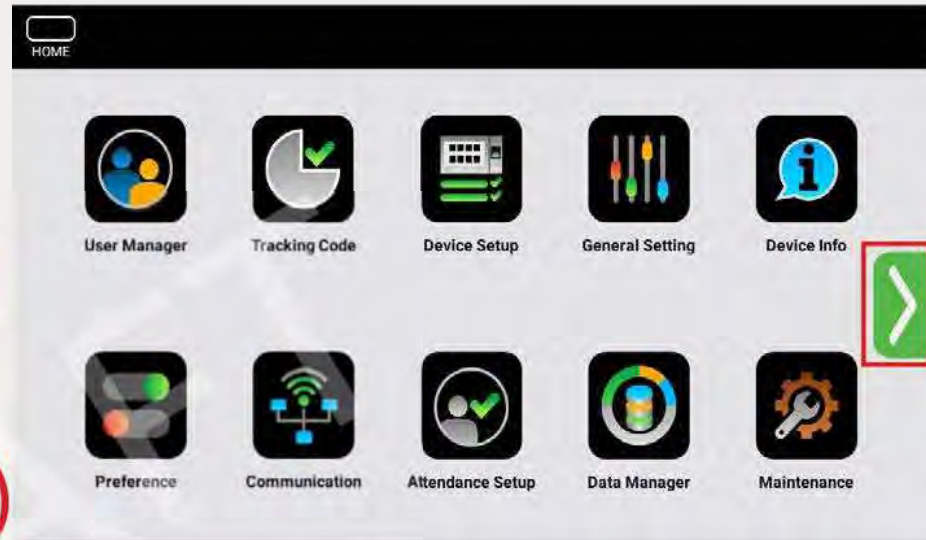 HOME
User Manager
Tracking Code
Device Setup
General Setting
Device Info
Preference
Communication
Attendance Setup
Data Manager
Maintenance